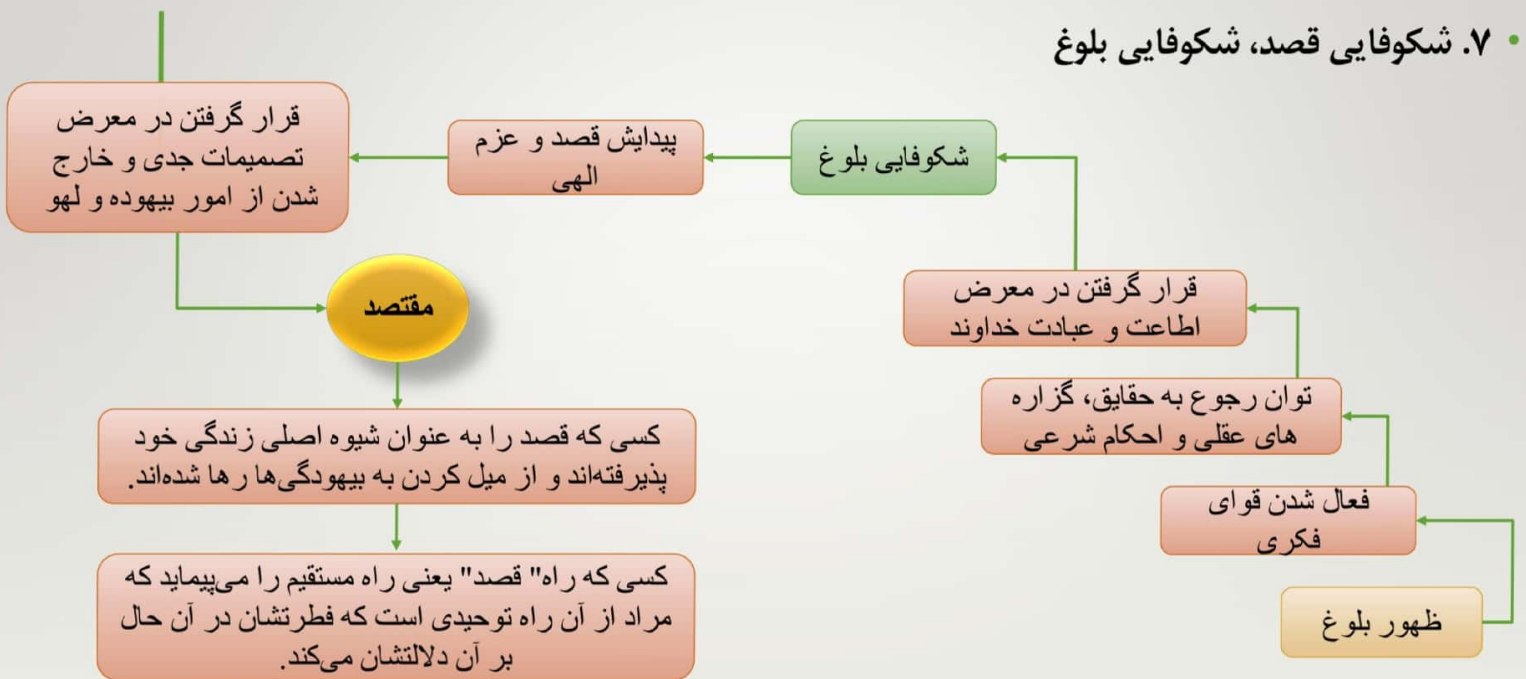 • ۷. شکوفایی قصد، شکوفایی بلوغ
ظهور بلوغ
فعال شدن قوای
فکری
توان رجوع به حقایق، گزاره
های عقلی و احکام شرعی
قرار گرفتن در معرض
اطاعت و عبادت خداوند
شکوفایی بلوغ
پیدایش قصد و عزم
الهی
قرار گرفتن در معرض
تصمیمات جدی و خارج
شدن از امور بیهوده و لهو
مقتصد
کسی که قصد را به عنوان شیوه اصلی زندگی خود
پذیرفته‌اند و از میل کردن به بیهودگی‌ها رها شده‌اند.
کسی که راه" قصد" یعنی راه مستقیم را می‌پیماید که
مراد از آن راه توحیدی است که فطرتشان در آن حال
بر آن دلالتشان می‌کند.